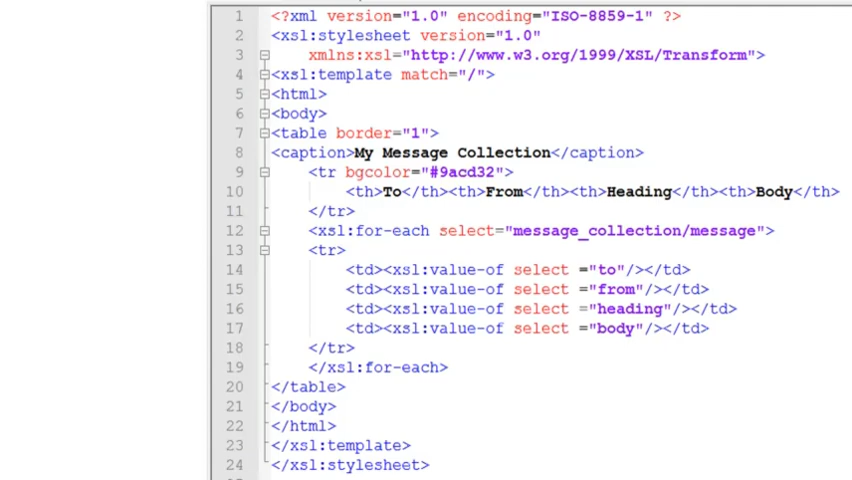 1 <?xml version="1.0" encoding="ISO-8859-1" ?>
2 <xsl:stylesheet version="1.0"
3 xmlns:xsl="http://www.w3.org/1999/XSL/Transform">
4 <xsl:template match="/">
5 <html>
6 <body>
7 <table border="1">
8 <caption>My Message Collection</caption>
9 <tr bgcolor="#9acd32">
10 <th>To</th><th>From</th><th>Heading</th><th>Body</th>
11 </tr>
12 <xsl:for-each select="message_collection/message">
13 <tr>
14 <td><xsl:value-of select ="to"/></td>
15 <td><xsl:value-of select ="from"/></td>
16 <td><xsl:value-of select ="heading"/></td>
17 <td><xsl:value-of select ="body"/></td>
18 </tr>
19 </xsl:for-each>
20 </table>
21 </body>
22 </html>
23 </xsl:template>
24 </xsl:stylesheet>